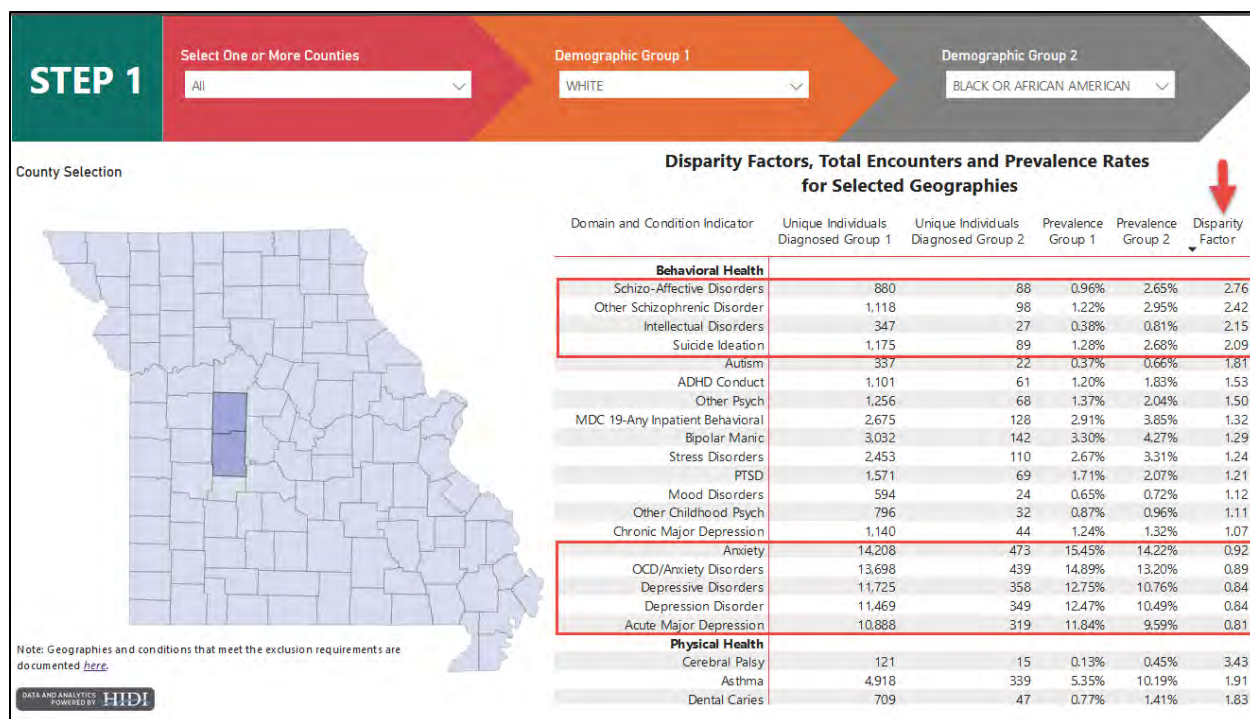 STEP 1
Select One or More Counties
All
Demographic Group 1
WHITE
Demographic Group 2
BLACK OR AFRICAN AMERICAN
County Selection
Disparity Factors, Total Encounters and Prevalence Rates
for Selected Geographies
Domain and Condition Indicator Unique Individuals Diagnosed Group 1 Unique Individuals Diagnosed Group 2 Prevalence Group 1 Prevalence Group 2 Disparity Factor
Behavioral Health
Schizo-Affective Disorders 880 88 0.96% 2.65% 2.76
Other Schizophrenic Disorder 1,118 98 1.22% 2.95% 2.42
Intellectual Disorders 347 27 0.38% 0.81% 2.15
Suicide Ideation 1,175 89 1.28% 2.68% 2.09
Autism 337 22 0.37% 0.66% 1.81
ADHD Conduct 1,101 61 1.20% 1.83% 1.53
Other Psych 1,256 68 1.37% 2.04% 1.50
MDC 19-Any Inpatient Behavioral 2,675 128 2.91% 3.85% 1.32
Bipolar Manic 3,032 142 3.30% 4.27% 1.29
Stress Disorders 2,453 110 2.67% 3.31% 1.24
PTSD 1,571 69 1.71% 2.07% 1.21
Mood Disorders 594 24 0.65% 0.72% 1.12
Other Childhood Psych 796 32 0.87% 0.96% 1.11
Chronic Major Depression 1,140 44 1.24% 1.32% 1.07
Anxiety 14,208 473 15.45% 14.22% 0.92
OCD/Anxiety Disorders 13,698 439 14.89% 13.20% 0.89
Depressive Disorders 11,725 358 12.75% 10.76% 0.84
Depression Disorder 11,469 349 12.47% 10.49% 0.84
Acute Major Depression 10,888 319 11.84% 9.59% 0.81
Physical Health
Cerebral Palsy 121 15 0.13% 0.45% 3.43
Asthma 4,918 339 5.35% 10.19% 1.91
Dental Caries 709 47 0.77% 1.41% 1.83
Note: Geographies and conditions that meet the exclusion requirements are
documented here.
DATA AND ANALYTICS
POWERED BY HIDI